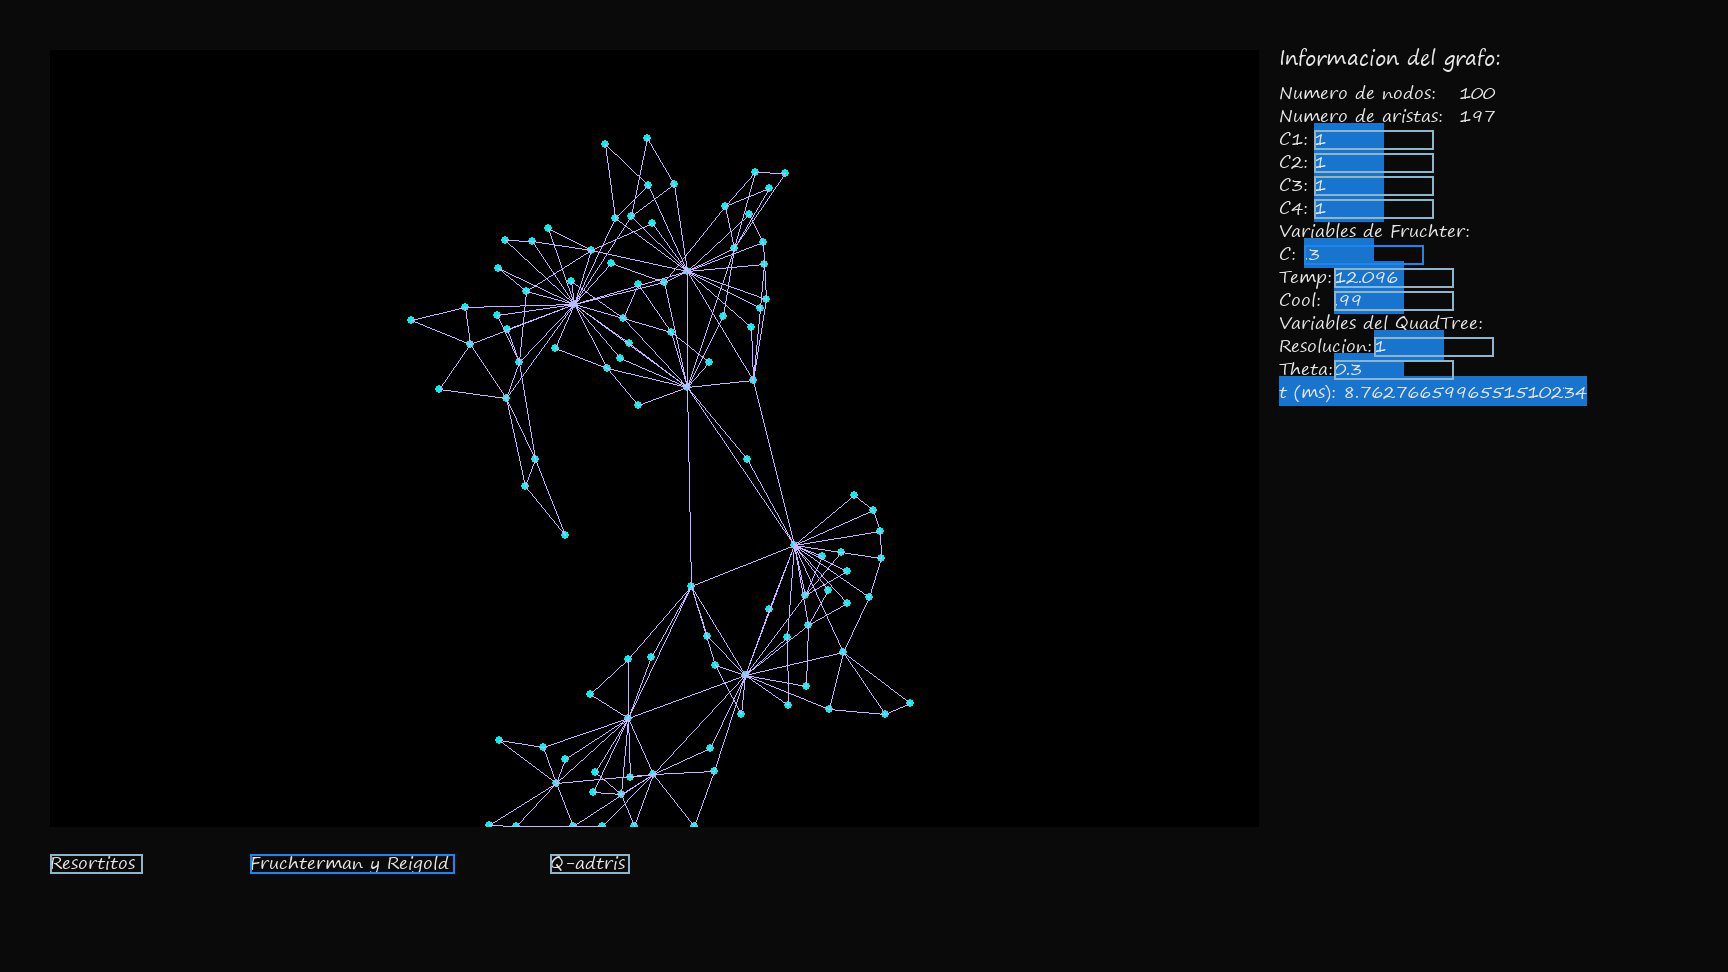 Informacion del grafo:
Numero de nodos: 100
Numero de aristas: 197
C1: 1
C2: 1
C3: 1
C4: 1
Variables de Fruchter:
C: .3
Temp: 12.096
Cool: .99
Variables del QuadTree:
Resolucion: 1
Theta: 0.3
t (ms): 8.7627665996551510234
Resortitos
Fruchterman y Reigold
Q-adtris